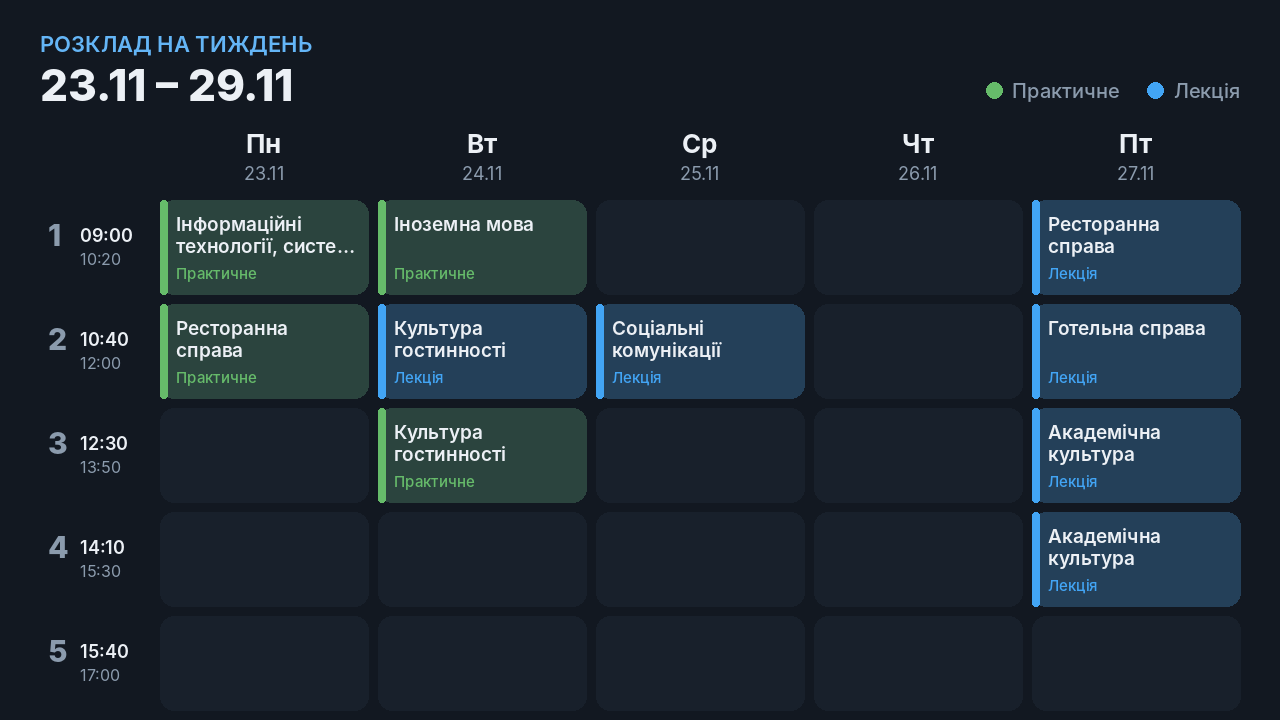 РОЗКЛАД НА ТИЖДЕНЬ
23.11 – 29.11
Практичне
Лекція
Пн
Вт
Ср
Чт
Пт
23.11
24.11
25.11
26.11
27.11
1
09:00
10:20
Інформаційні
технології, систе...
Практичне
Іноземна мова
Практичне
Ресторанна
справа
Лекція
2
10:40
12:00
Ресторанна
справа
Практичне
Культура
гостинності
Лекція
Соціальні
комунікації
Лекція
Готельна справа
Лекція
3
12:30
13:50
Культура
гостинності
Практичне
Академічна
культура
Лекція
4
14:10
15:30
Академічна
культура
Лекція
5
15:40
17:00